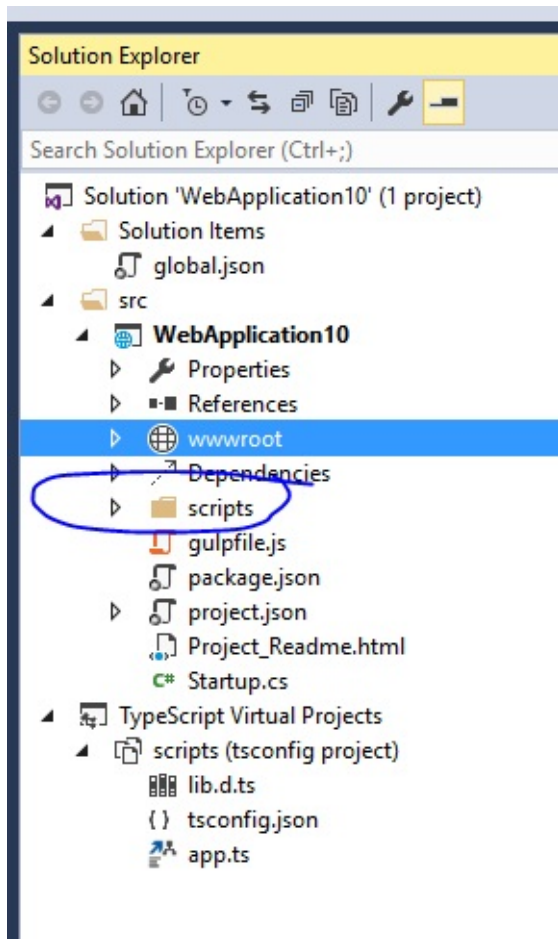 Solution Explorer
Search Solution Explorer (Ctrl+;)
Solution 'WebApplication10' (1 project)
Solution Items
global.json
src
WebApplication10
Properties
References
wwwroot
Dependencies
scripts
gulpfile.js
package.json
project.json
Project_Readme.html
C# Startup.cs
TypeScript Virtual Projects
scripts (tsconfig project)
lib.d.ts
{ } tsconfig.json
app.ts